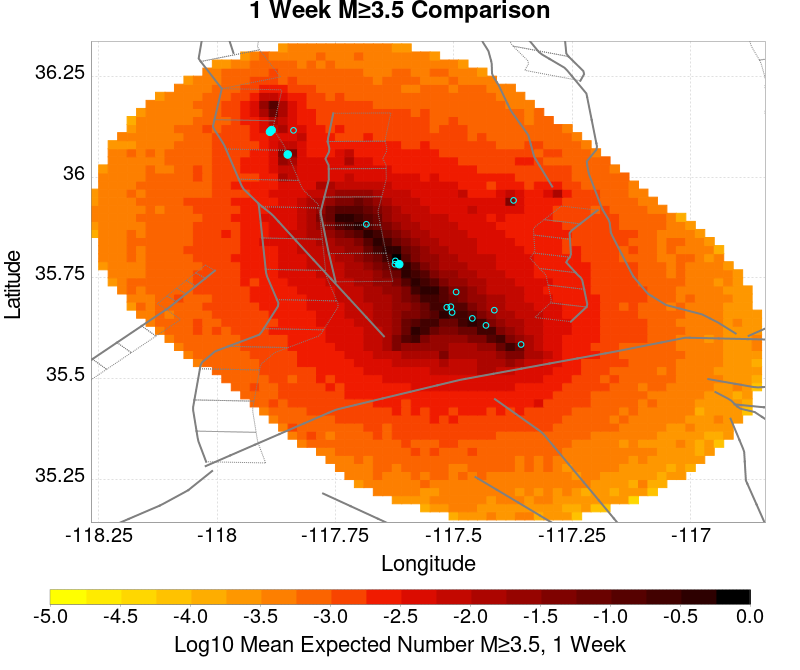 1 Week M≥3.5 Comparison
36.25
36
35.75
35.5
35.25
Latitude
-118.25 -118 -117.75 -117.5 -117.25 -117
Longitude
-5.0 -4.5 -4.0 -3.5 -3.0 -2.5 -2.0 -1.5 -1.0 -0.5 0.0
Log10 Mean Expected Number M≥3.5, 1 Week